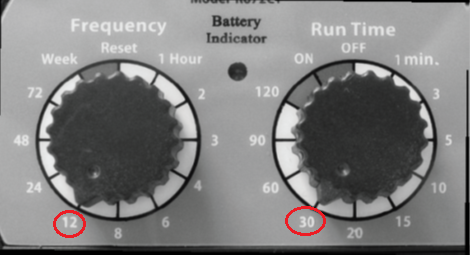 Frequency
Battery
Indicator
Run Time
Week
Reset
1 Hour
72
2
48
3
24
4
12
8
6
ON
OFF
1 min.
120
3
90
5
60
10
30
20
15